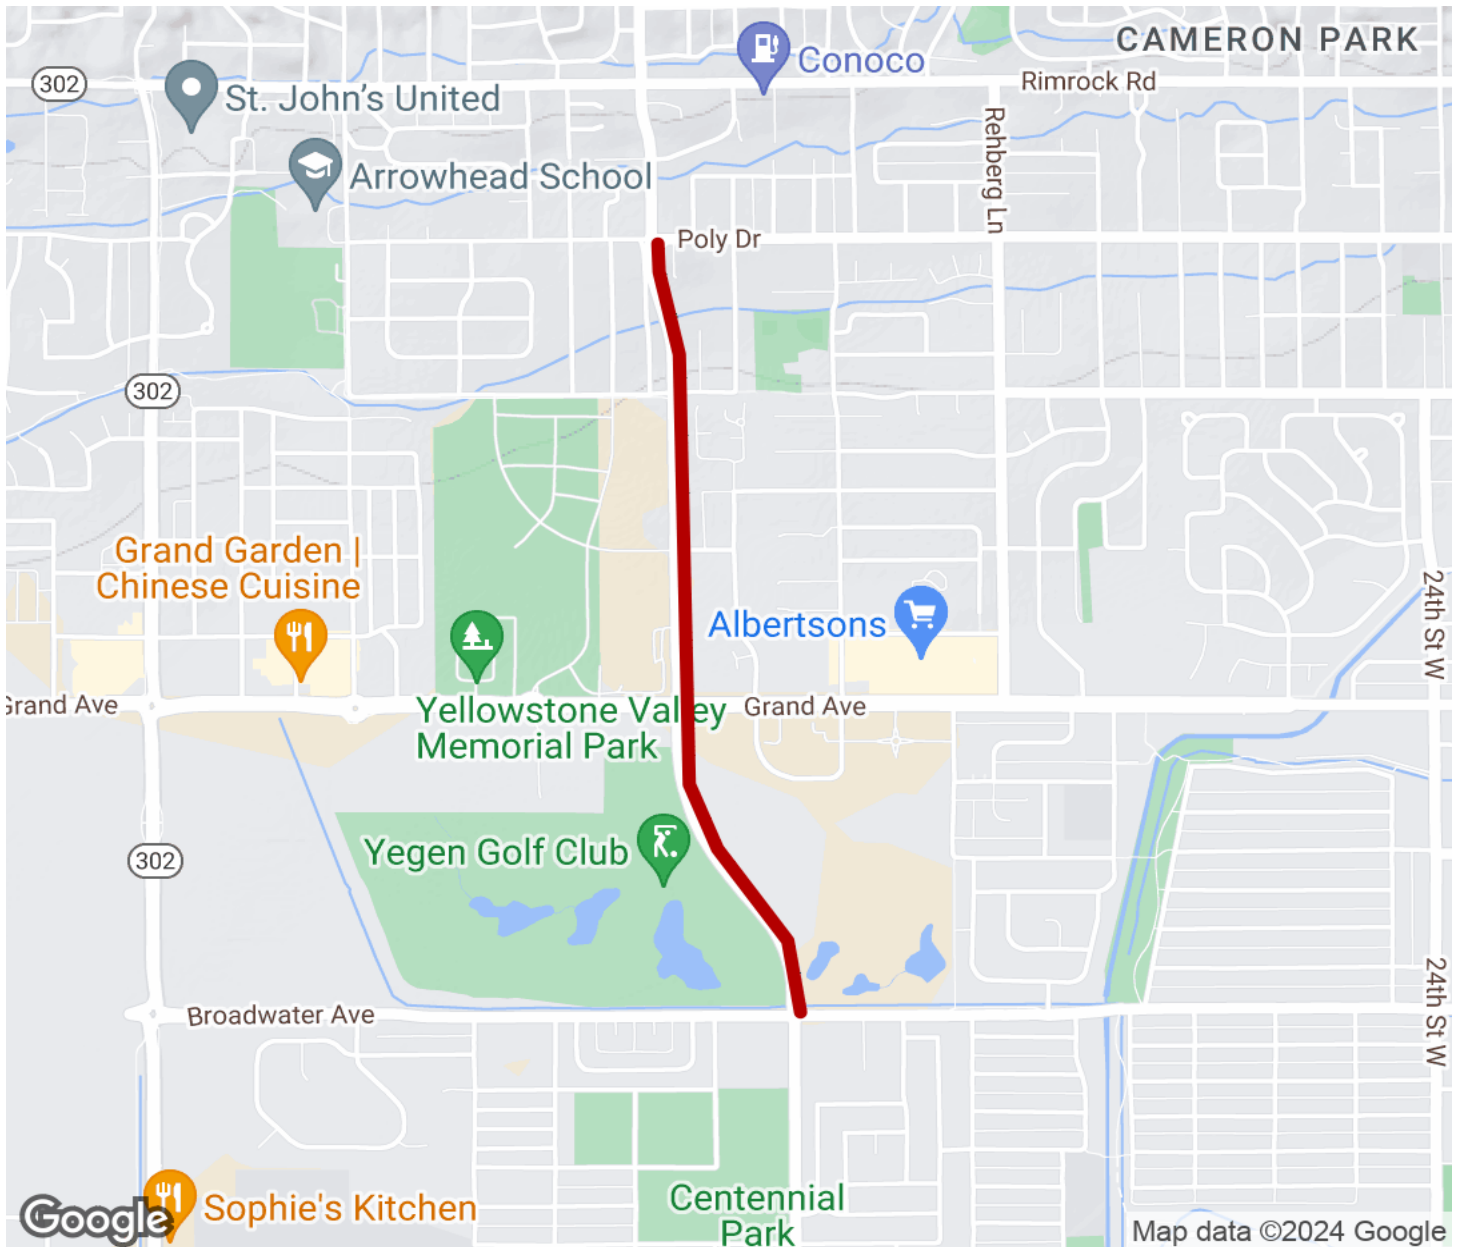 CAMERON PARK
Conoco
302
Rimrock Rd
St. John's United
Rehberg Ln
Arrowhead School
Poly Dr
302
Grand Garden |
Chinese Cuisine
24th St W
Albertsons
Grand Ave
Yellowstone Valley
Memorial Park
Grand Ave
Yegen Golf Club
302
24th St W
Broadwater Ave
Centennial
Park
Sophie's Kitchen
Google
Map data ©2024 Google